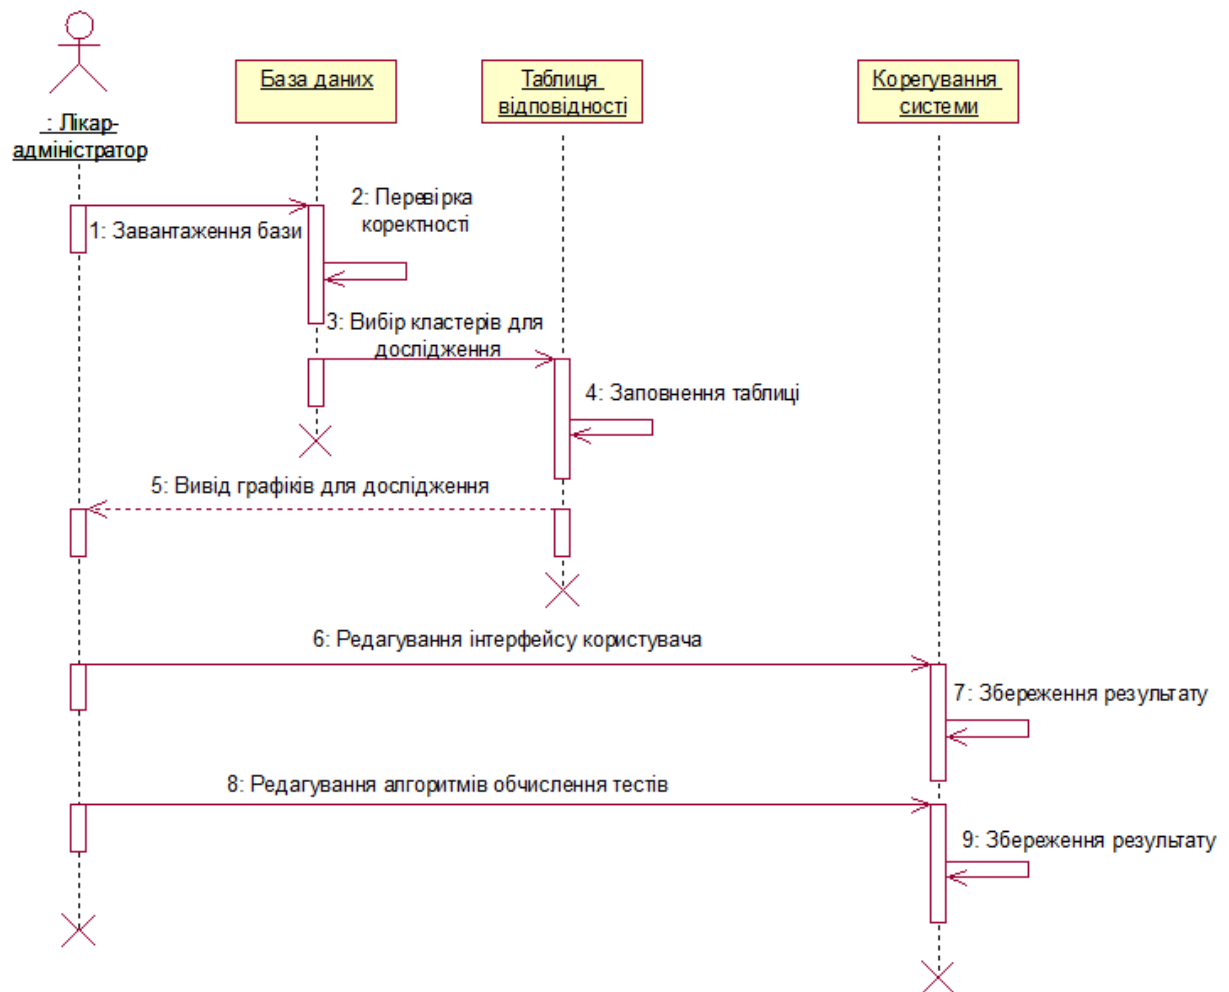 : Лікар-
адміністратор
База даних
Таблиця
відповідності
Корегування
системи
1: Завантаження бази
2: Перевірка
коректності
3: Вибір кластерів для
дослідження
4: Заповнення таблиці
5: Вивід графіків для дослідження
6: Редагування інтерфейсу користувача
7: Збереження результату
8: Редагування алгоритмів обчислення тестів
9: Збереження результату